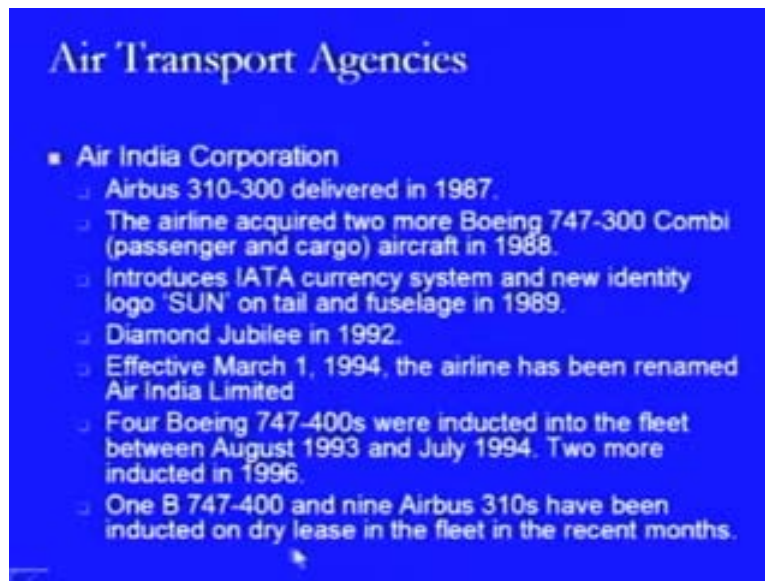 Air Transport Agencies
Air India Corporation
Airbus 310-300 delivered in 1987.
The airline acquired two more Boeing 747-300 Combi
(passenger and cargo) aircraft in 1988.
Introduces IATA currency system and new identity
logo 'SUN' on tail and fuselage in 1989.
Diamond Jubilee in 1992.
Effective March 1, 1994, the airline has been renamed
Air India Limited
Four Boeing 747-400s were inducted into the fleet
between August 1993 and July 1994. Two more
inducted in 1996.
One B 747-400 and nine Airbus 310s have been
inducted on dry lease in the fleet in the recent months.